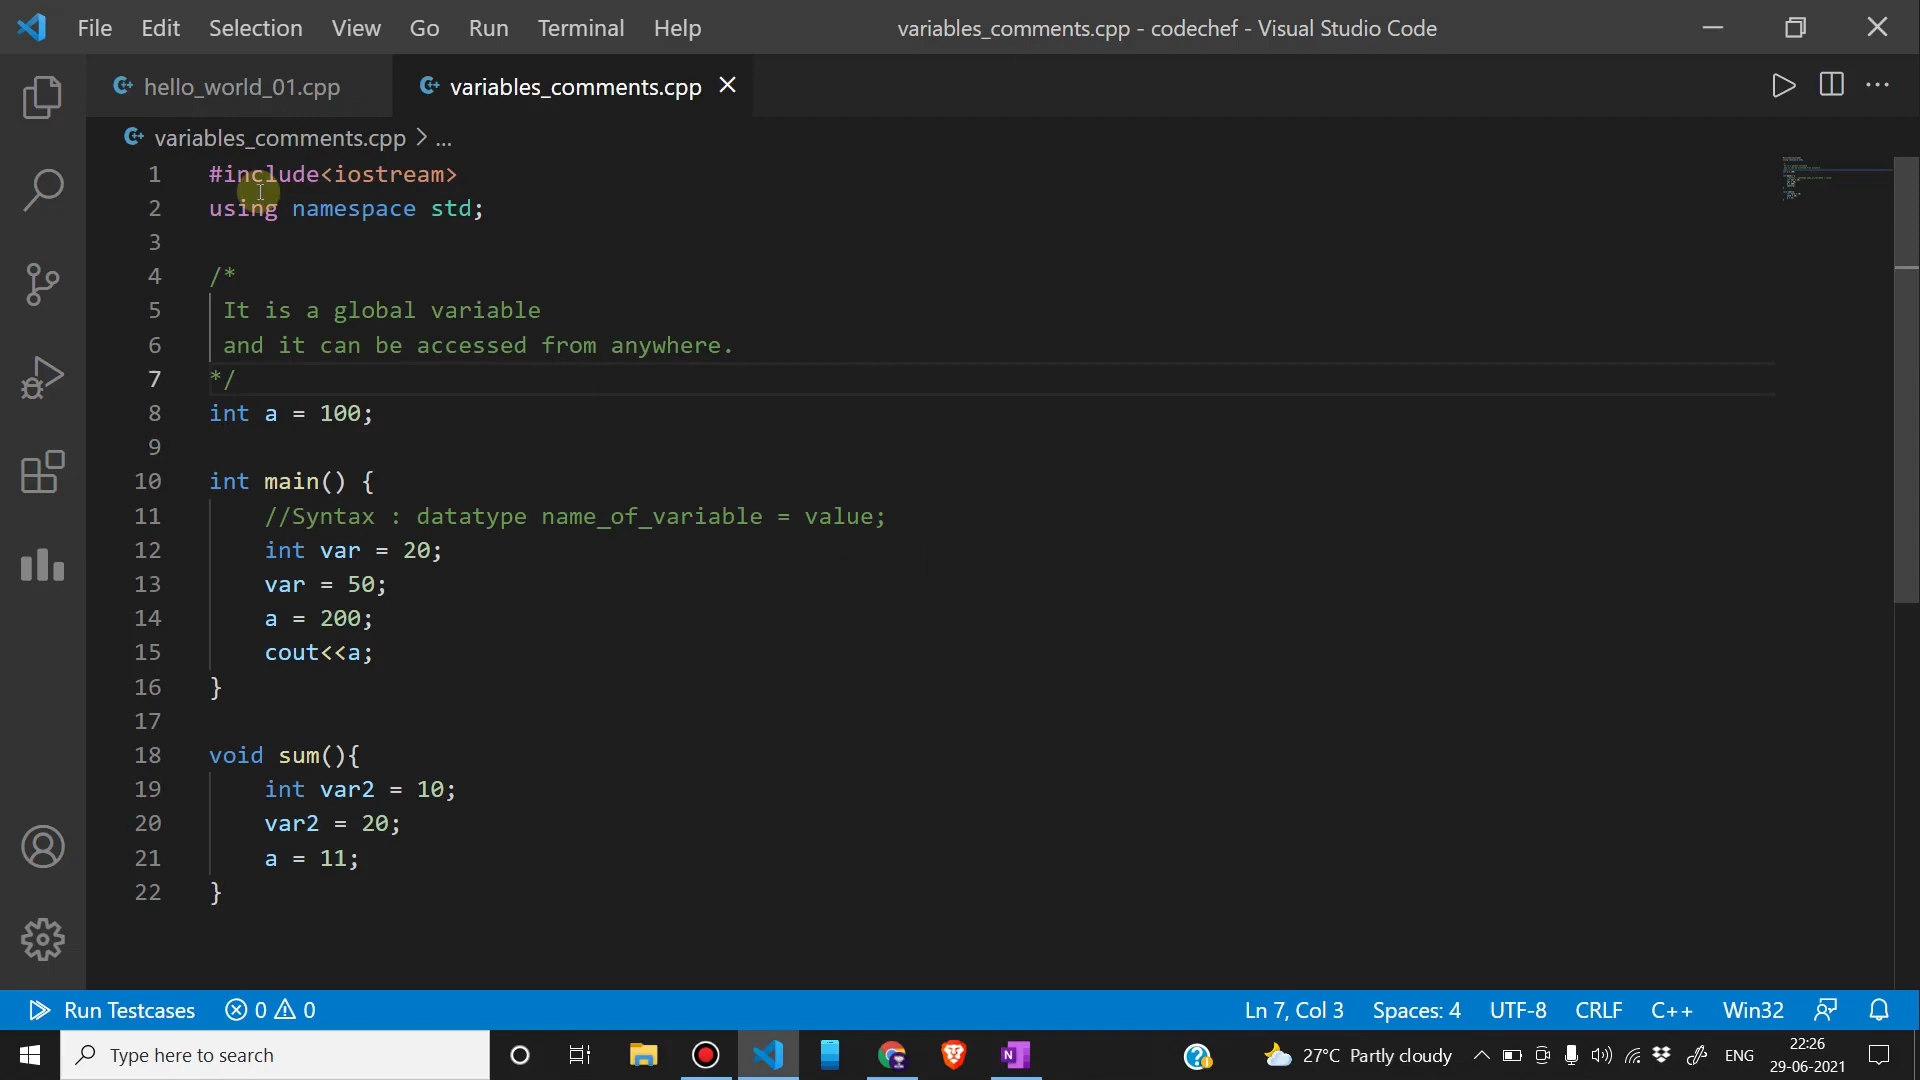 File Edit Selection View Go Run Terminal Help variables_comments.cpp - codechef - Visual Studio Code
hello_world_01.cpp variables_comments.cpp
variables_comments.cpp > ...
1 #include<iostream>
2 using namespace std;
3
4 /*
5 It is a global variable
6 and it can be accessed from anywhere.
7 */
8 int a = 100;
9
10 int main() {
11 //Syntax : datatype name_of_variable = value;
12 int var = 20;
13 var = 50;
14 a = 200;
15 cout<<a;
16 }
17
18 void sum(){
19 int var2 = 10;
20 var2 = 20;
21 a = 11;
22 }
Run Testcases 0 0 Ln 7, Col 3 Spaces: 4 UTF-8 CRLF C++ Win32
Type here to search 27°C Partly cloudy ENG 22:26
29-06-2021